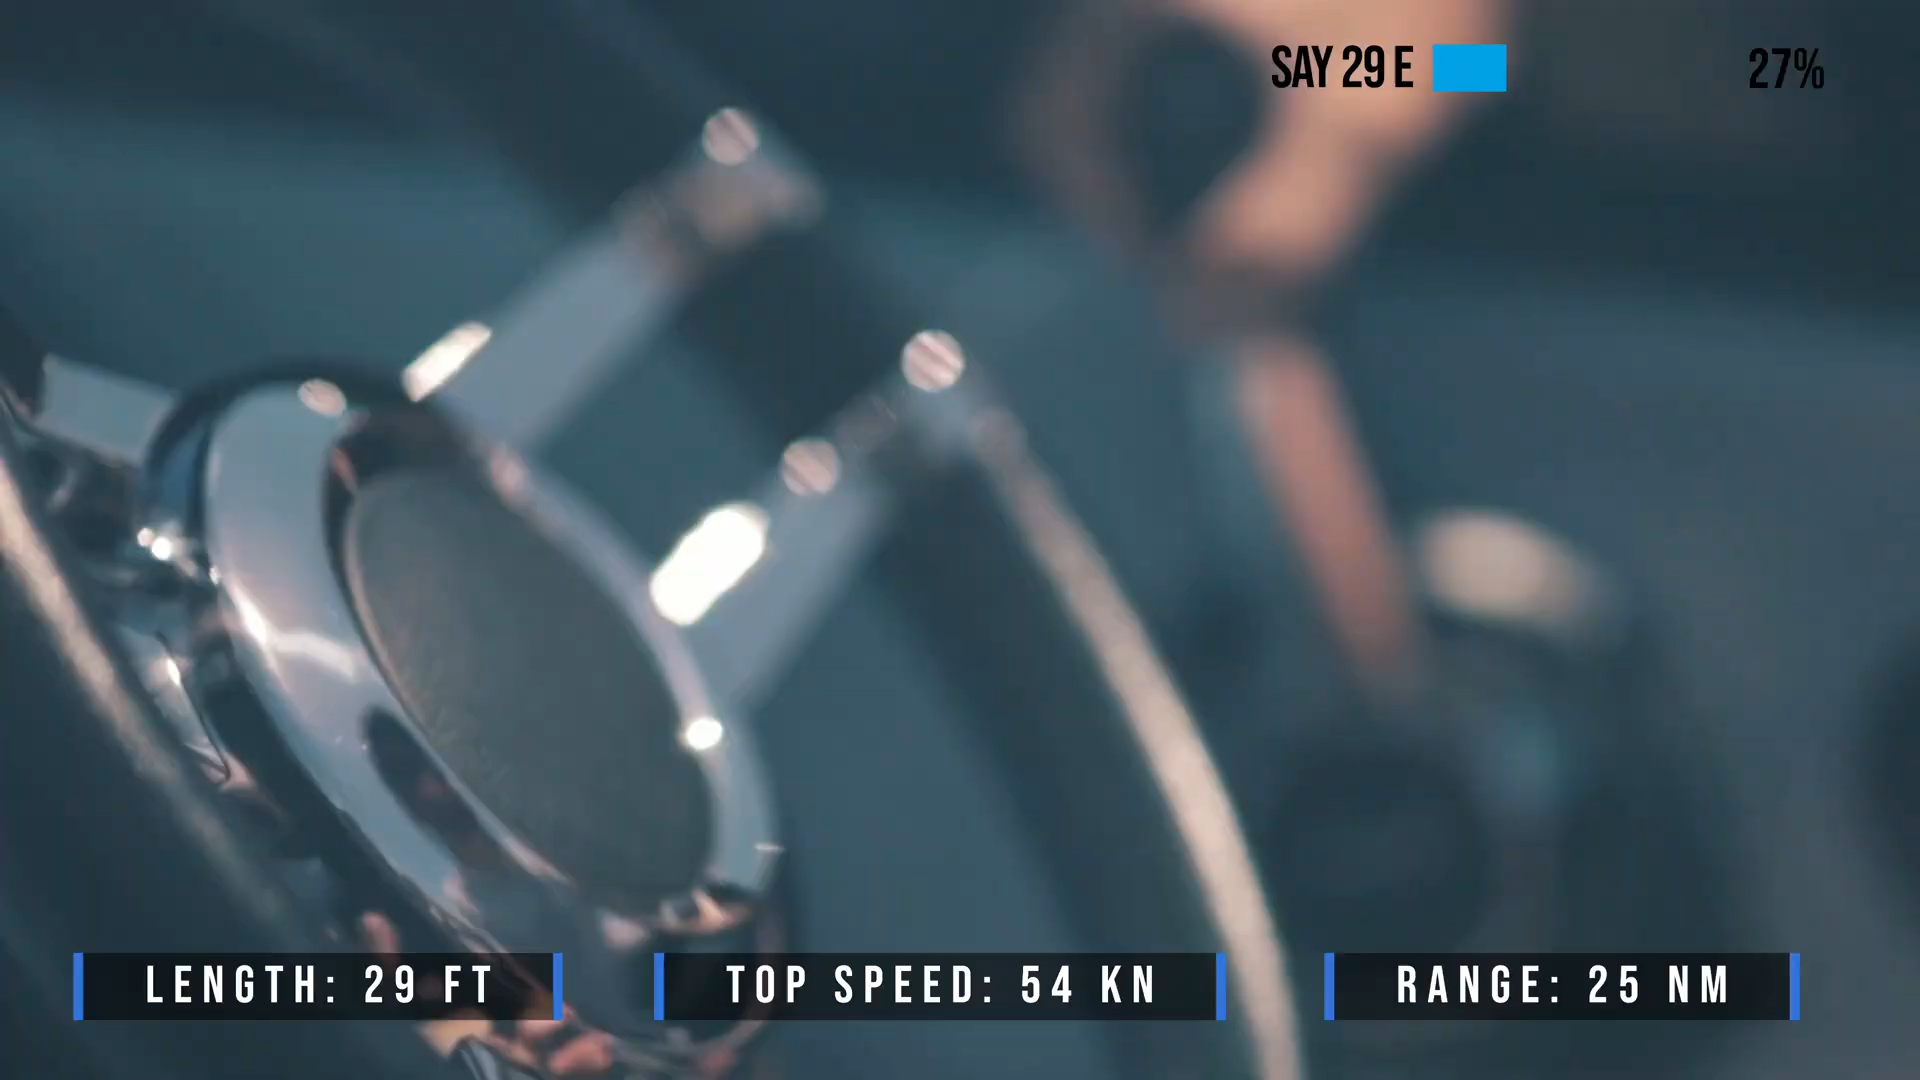 SAY 29 E
27%
LENGTH: 29 FT
TOP SPEED: 54 KN
RANGE: 25 NM